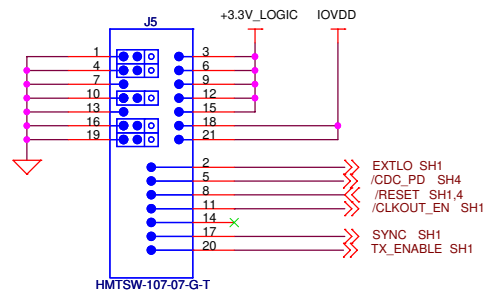 J5
+3.3V_LOGIC IOVDD
1 3
4 6
7 9
10 12
13 15
16 18
19 21
2 EXTLO SH1
5 /CDC_PD SH4
8 /RESET SH1,4
11 /CLKOUT_EN SH1
14
17 SYNC SH1
20 TX_ENABLE SH1
HMTSW-107-07-G-T